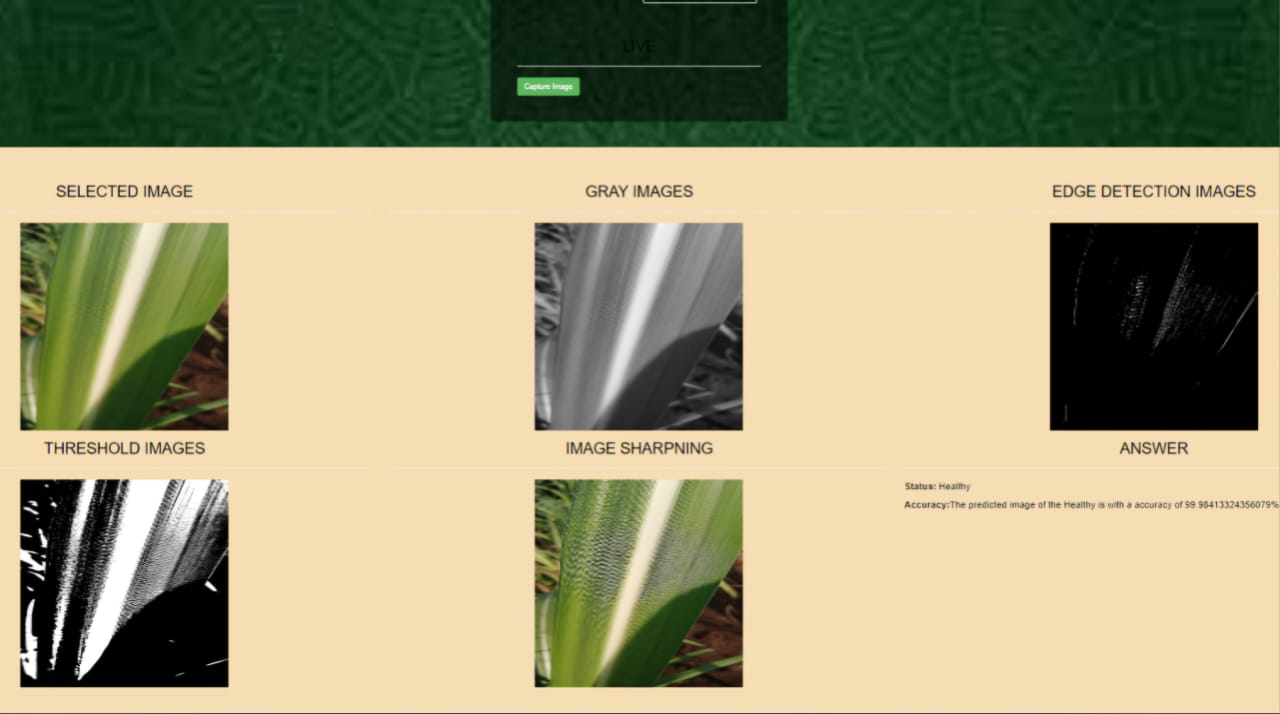 LIVE
Capture Image
SELECTED IMAGE
GRAY IMAGES
EDGE DETECTION IMAGES
THRESHOLD IMAGES
IMAGE SHARPNING
ANSWER
Status: Healthy
Accuracy:The predicted image of the Healthy is with a accuracy of 99.98413324356079%